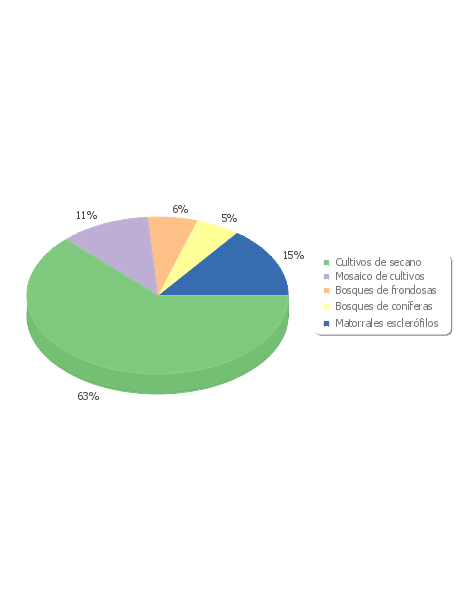 11%
6%
5%
15%
63%
Cultivos de secano
Mosaico de cultivos
Bosques de frondosas
Bosques de coníferas
Matorrales esclerófilos